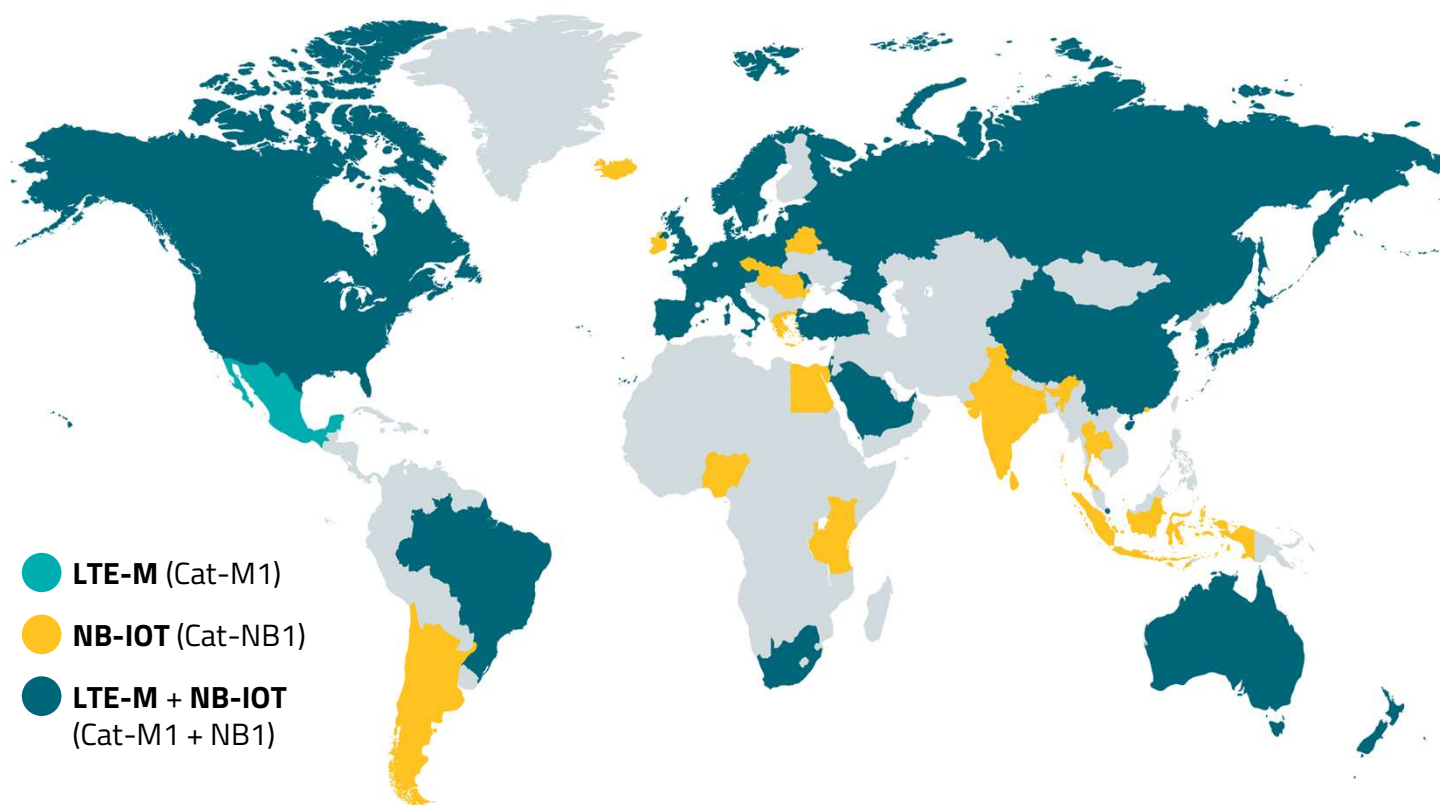 LTE-M (Cat-M1)
NB-IOT (Cat-NB1)
LTE-M + NB-IOT
(Cat-M1 + NB1)